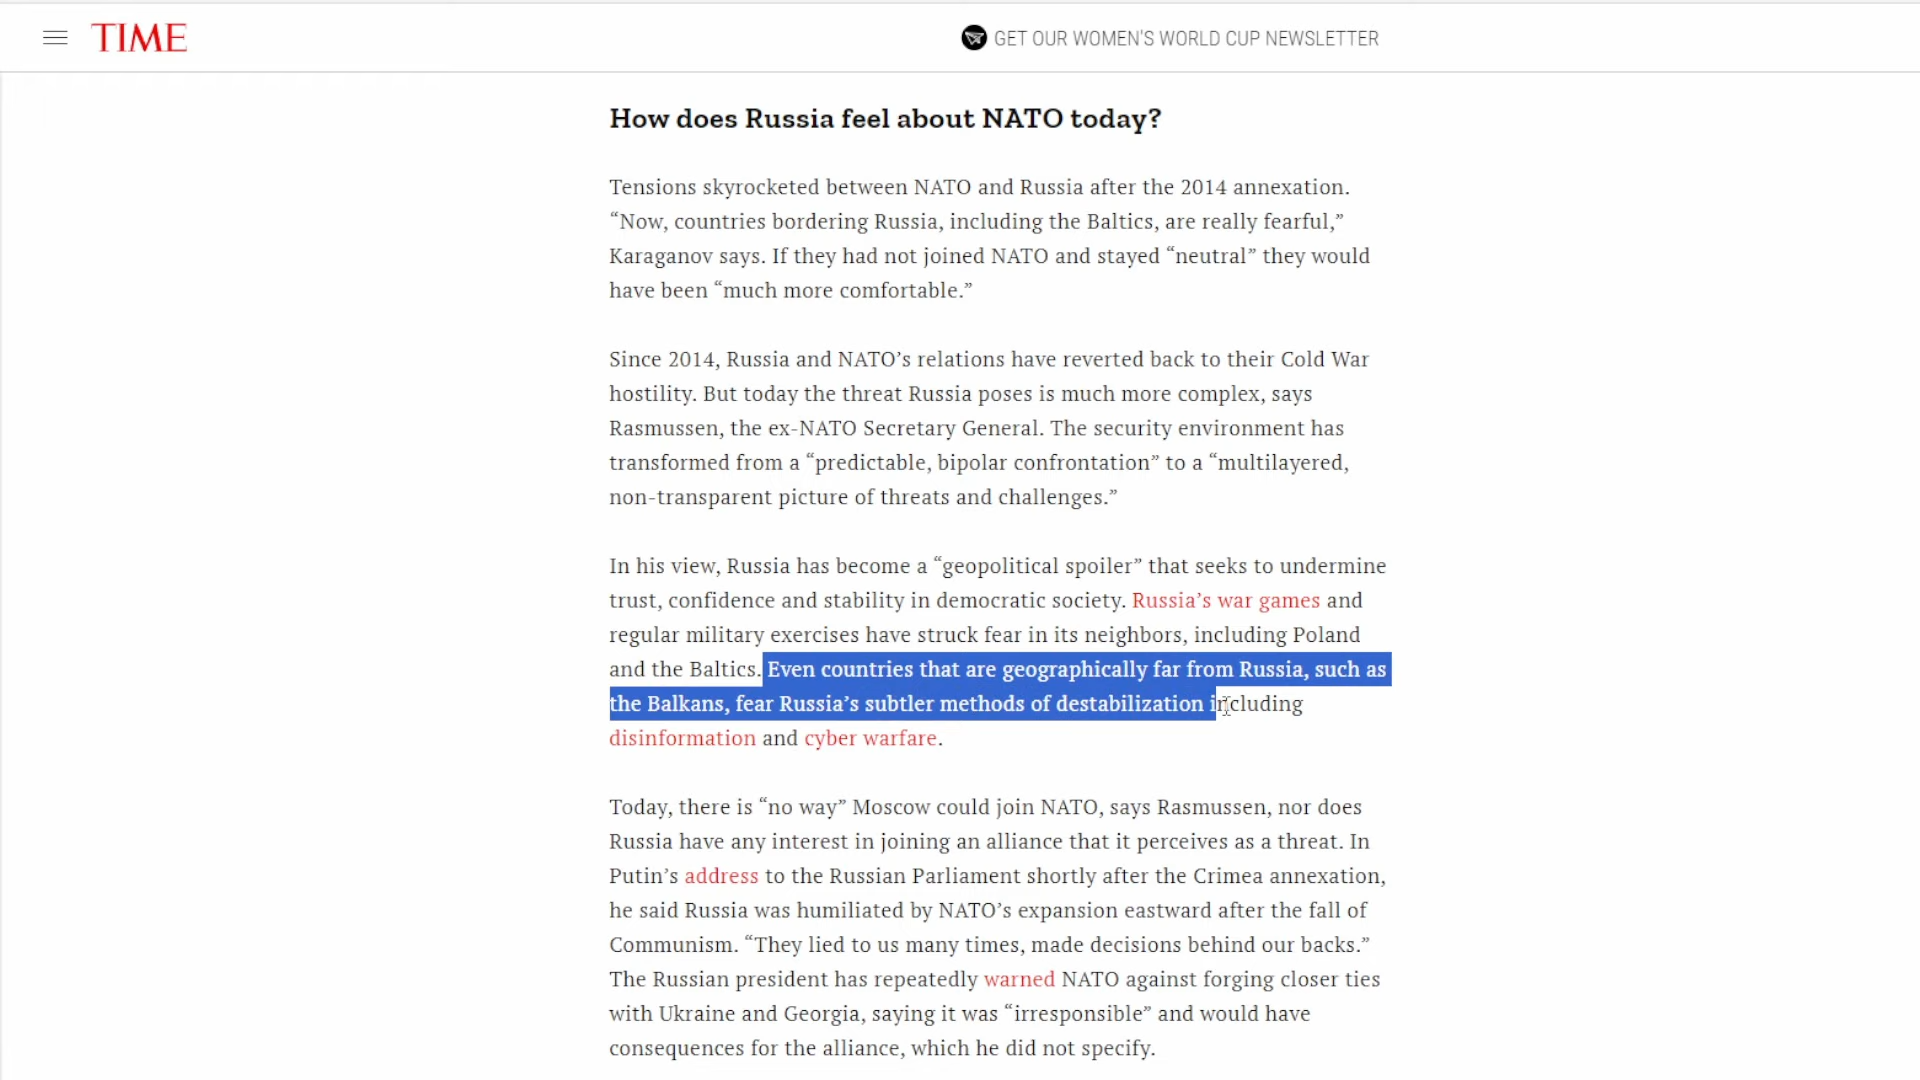 TIME
GET OUR WOMEN'S WORLD CUP NEWSLETTER
How does Russia feel about NATO today?
Tensions skyrocketed between NATO and Russia after the 2014 annexation.
“Now, countries bordering Russia, including the Baltics, are really fearful,”
Karaganov says. If they had not joined NATO and stayed “neutral” they would
have been “much more comfortable.”
Since 2014, Russia and NATO’s relations have reverted back to their Cold War
hostility. But today the threat Russia poses is much more complex, says
Rasmussen, the ex-NATO Secretary General. The security environment has
transformed from a “predictable, bipolar confrontation” to a “multilayered,
non-transparent picture of threats and challenges.”
In his view, Russia has become a “geopolitical spoiler” that seeks to undermine
trust, confidence and stability in democratic society. Russia’s war games and
regular military exercises have struck fear in its neighbors, including Poland
and the Baltics. Even countries that are geographically far from Russia, such as
the Balkans, fear Russia’s subtler methods of destabilization including
disinformation and cyber warfare.
Today, there is “no way” Moscow could join NATO, says Rasmussen, nor does
Russia have any interest in joining an alliance that it perceives as a threat. In
Putin’s address to the Russian Parliament shortly after the Crimea annexation,
he said Russia was humiliated by NATO’s expansion eastward after the fall of
Communism. “They lied to us many times, made decisions behind our backs.”
The Russian president has repeatedly warned NATO against forging closer ties
with Ukraine and Georgia, saying it was “irresponsible” and would have
consequences for the alliance, which he did not specify.